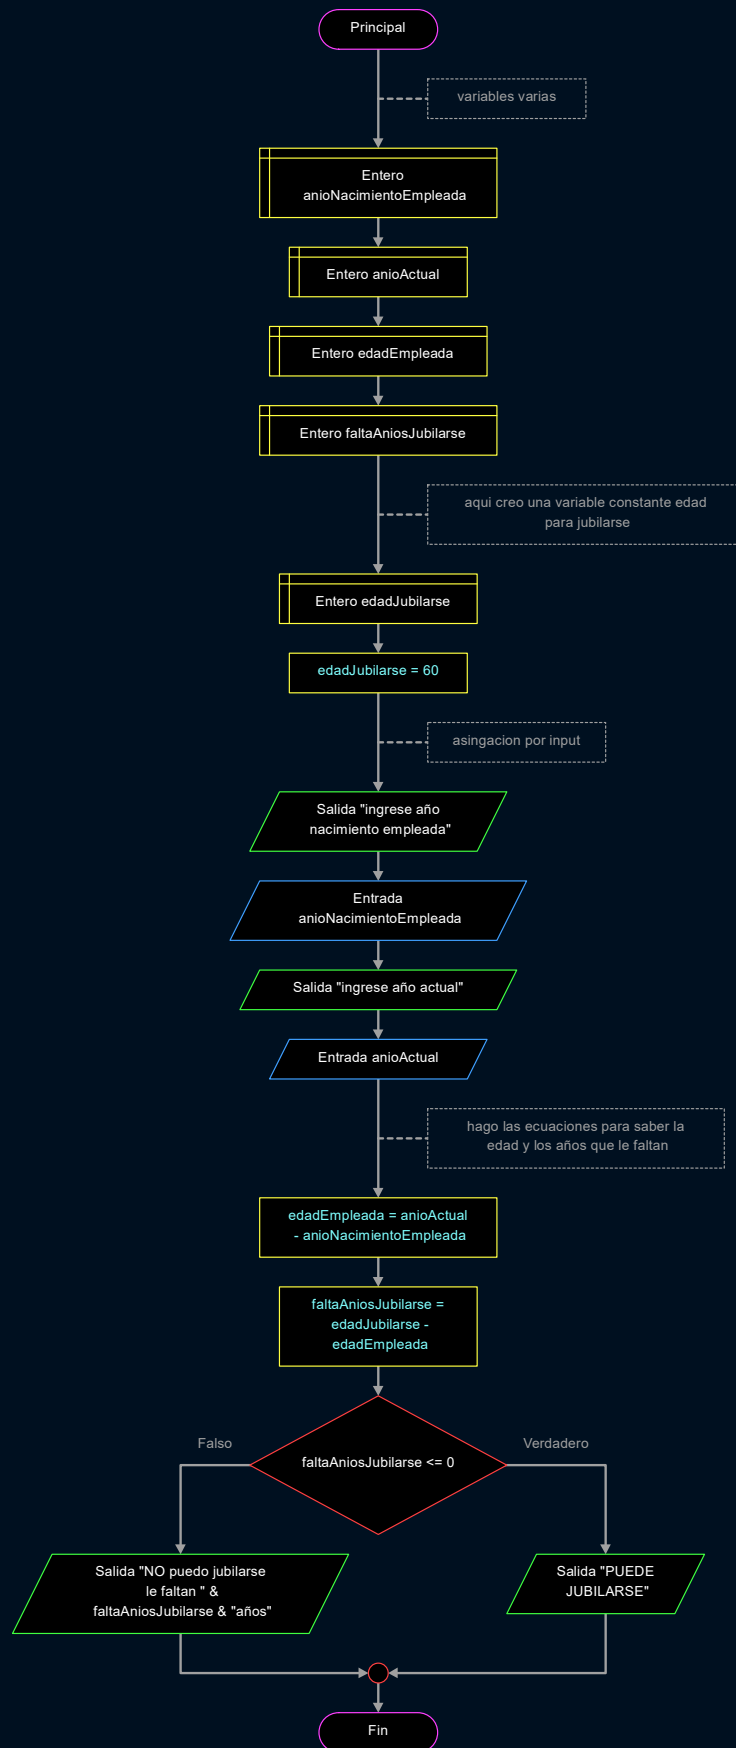 Principal
variables varias
Entero
anioNacimientoEmpleada
Entero anioActual
Entero edadEmpleada
Entero faltaAniosJubilarse
aqui creo una variable constante edad
para jubilarse
Entero edadJubilarse
edadJubilarse = 60
asingacion por input
Salida "ingrese año
nacimiento empleada"
Entrada
anioNacimientoEmpleada
Salida "ingrese año actual"
Entrada anioActual
hago las ecuaciones para saber la
edad y los años que le faltan
edadEmpleada = anioActual
- anioNacimientoEmpleada
faltaAniosJubilarse =
edadJubilarse -
edadEmpleada
Falso
Verdadero
faltaAniosJubilarse <= 0
Salida "NO puedo jubilarse
le faltan " &
faltaAniosJubilarse & "años"
Salida "PUEDE
JUBILARSE"
Fin